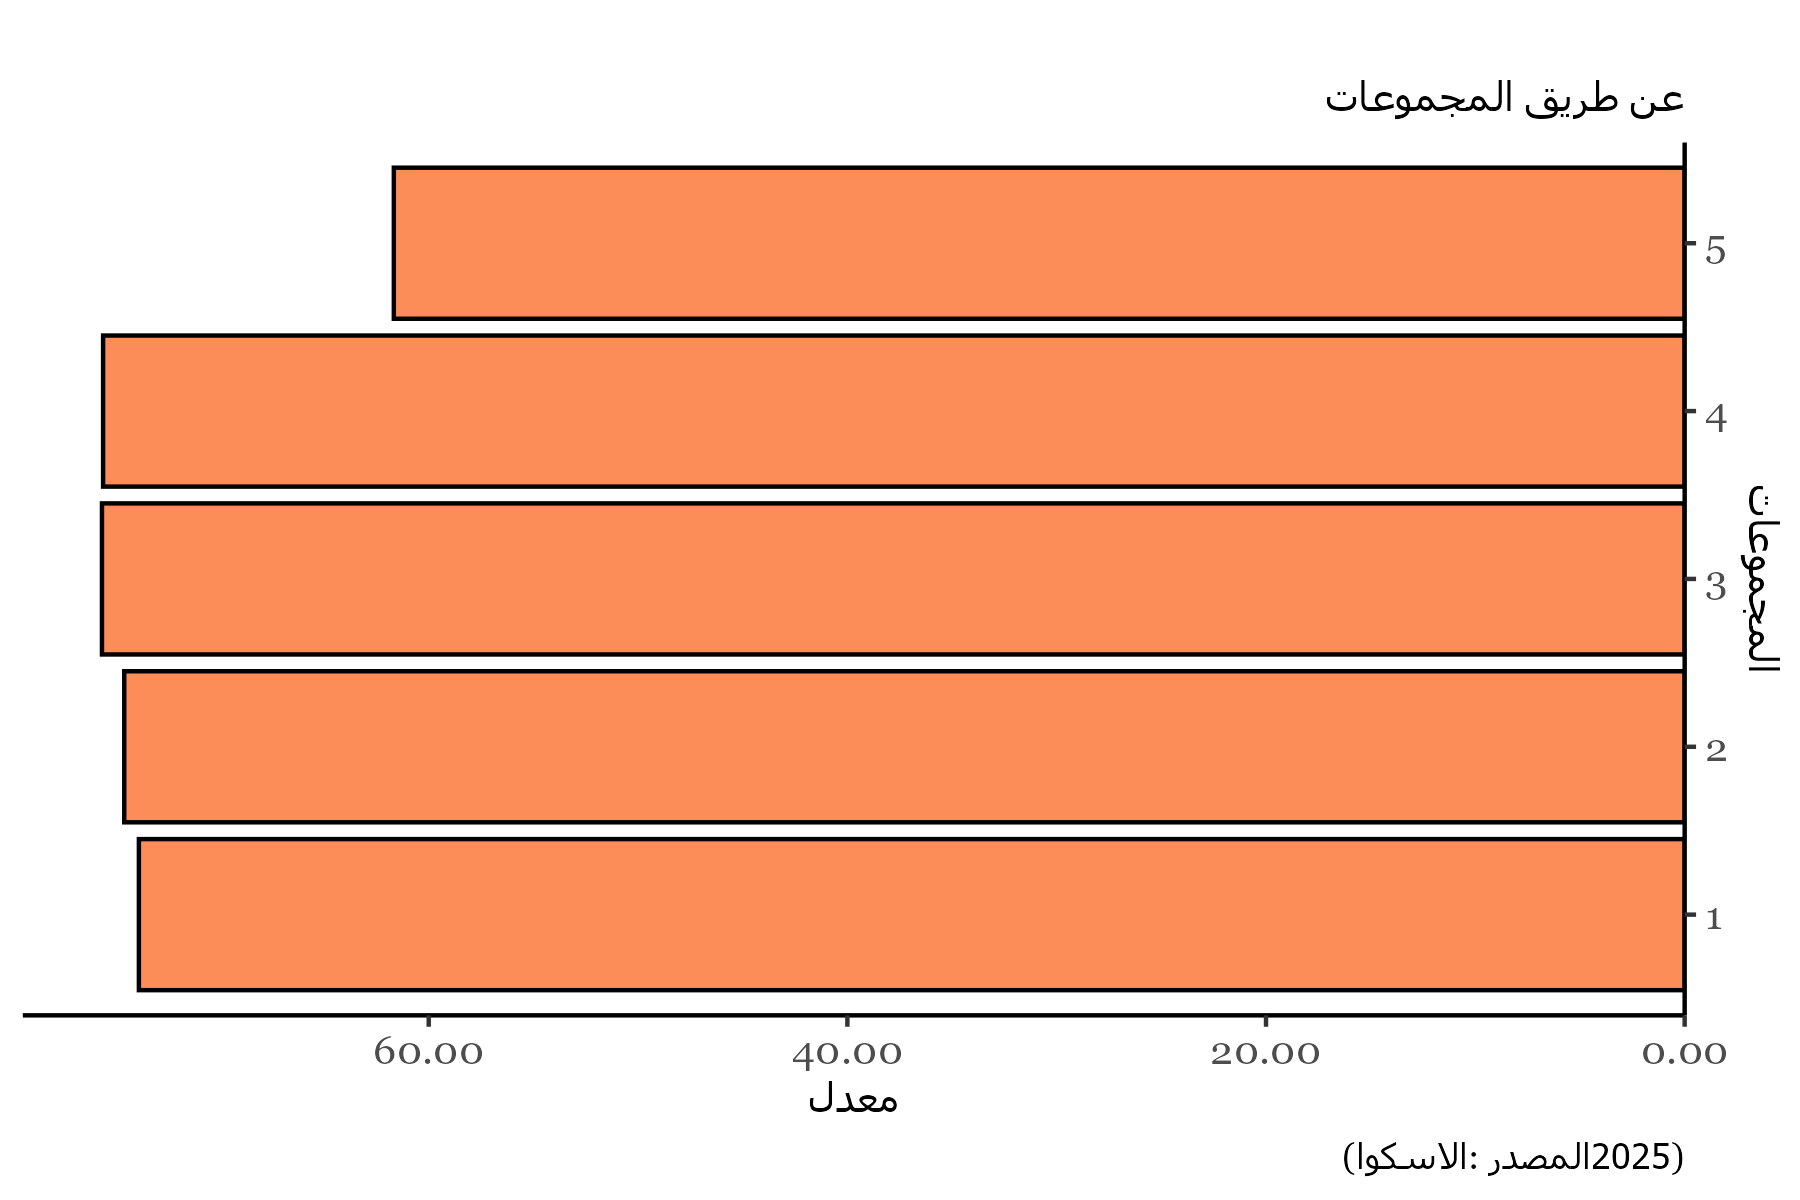 عن طريق المجموعات
5
4
3
2
1
المجموعات
60.00 40.00 20.00 0.00
معدل
(2025المصدر :الاسكوا)